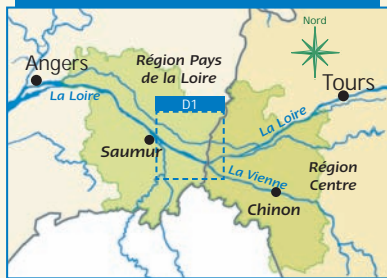 Nord
Angers
Région Pays
de la Loire
Tours
La Loire
D1
La Loire
Saumur
La Vienne
Région
Centre
Chinon